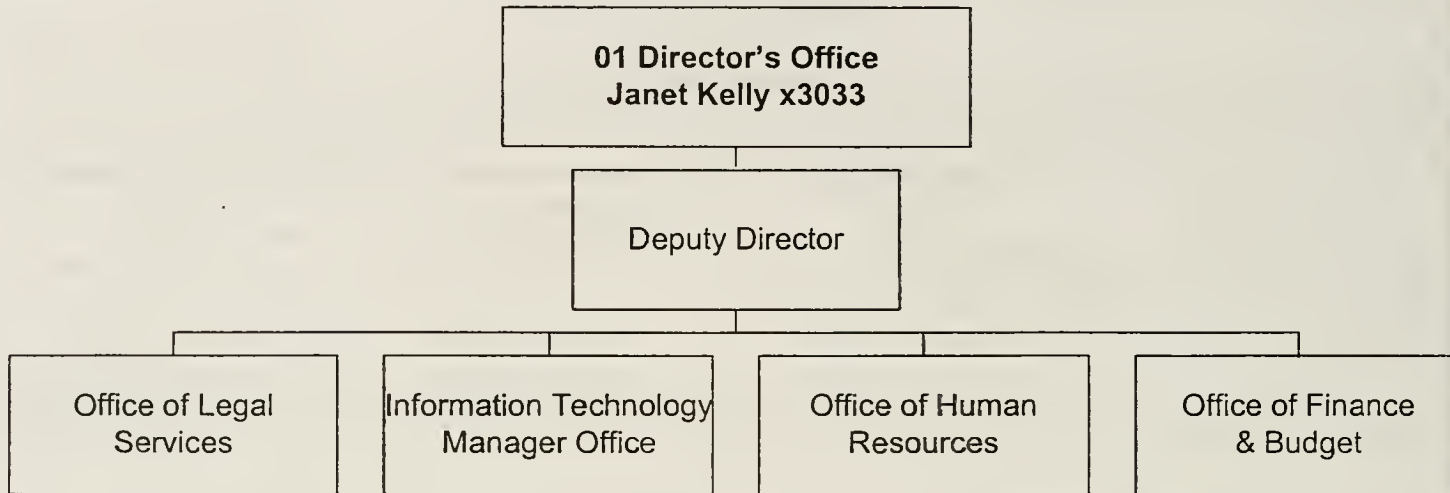 01 Director's Office
Janet Kelly x3033
Deputy Director
Office of Legal
Services
Information Technology
Manager Office
Office of Human
Resources
Office of Finance
& Budget